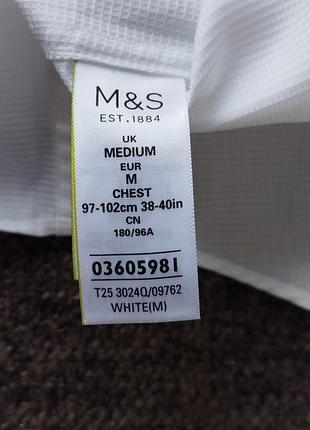 M&S
EST.1884
UK
MEDIUM
EUR
M
CHEST
97-102cm 38-40in
CN
180/96A
03605981
T25 3024Q/09762
WHITE(M)